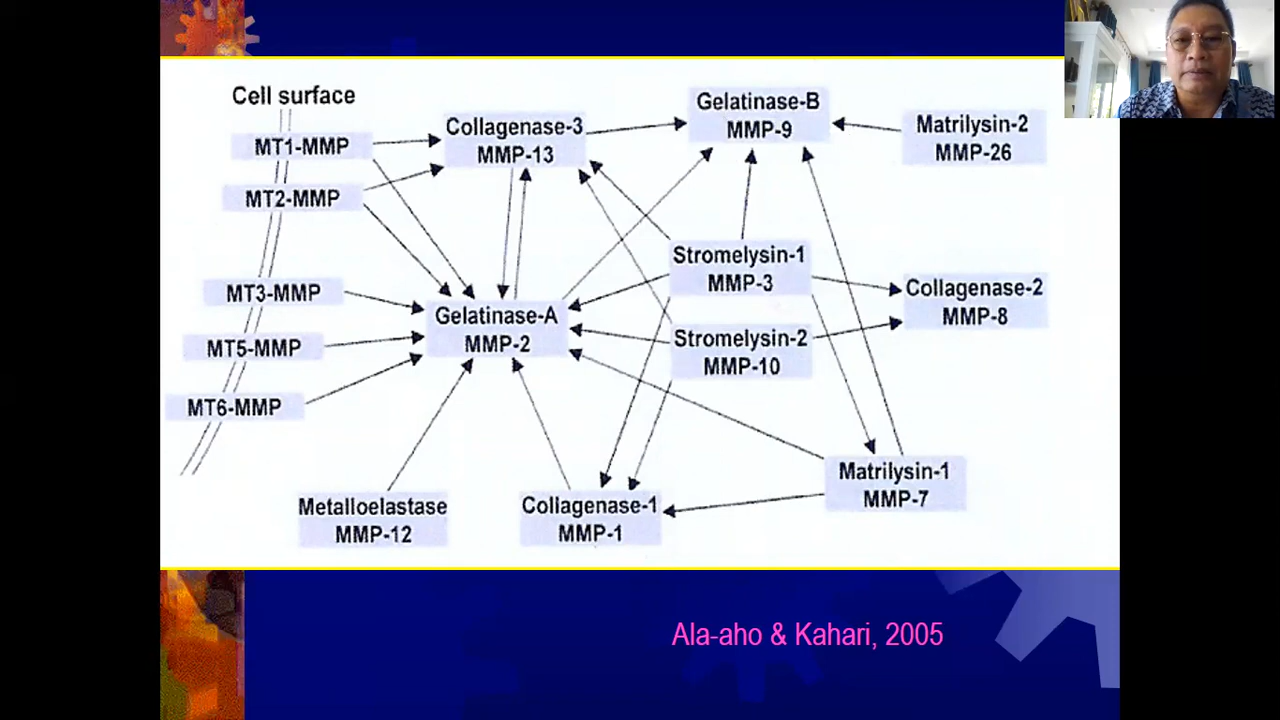 Cell surface
MT1-MMP
MT2-MMP
MT3-MMP
MT5-MMP
MT6-MMP
Collagenase-3
MMP-13
Gelatinase-B
MMP-9
Matrilysin-2
MMP-26
Stromelysin-1
MMP-3
Collagenase-2
MMP-8
Gelatinase-A
MMP-2
Stromelysin-2
MMP-10
Matrilysin-1
MMP-7
Metalloelastase
MMP-12
Collagenase-1
MMP-1
Ala-aho & Kahari, 2005